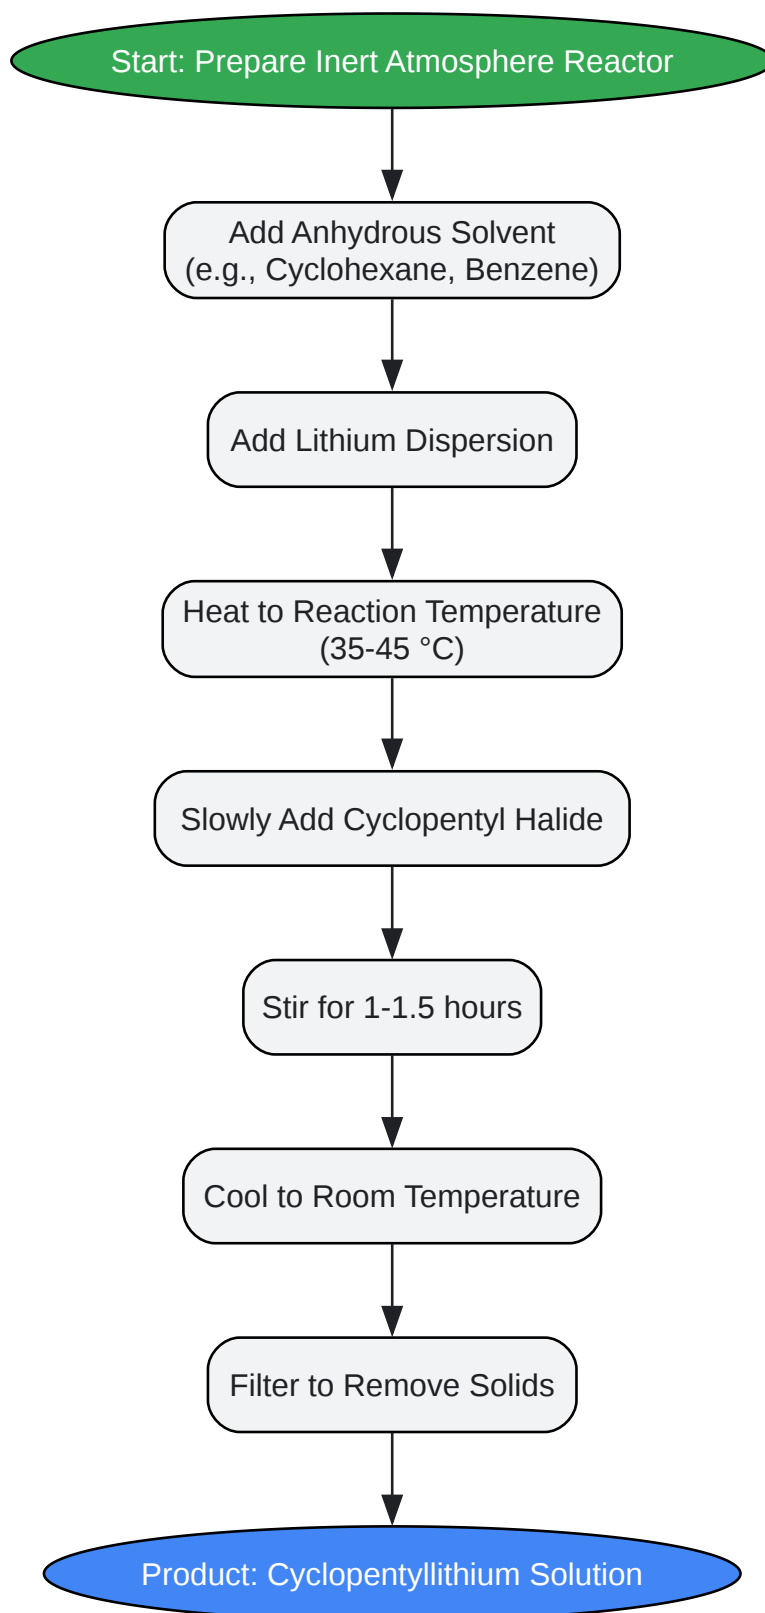 Start: Prepare Inert Atmosphere Reactor
Add Anhydrous Solvent
(e.g., Cyclohexane, Benzene)
Add Lithium Dispersion
Heat to Reaction Temperature
(35-45 °C)
Slowly Add Cyclopentyl Halide
Stir for 1-1.5 hours
Cool to Room Temperature
Filter to Remove Solids
Product: Cyclopentyllithium Solution